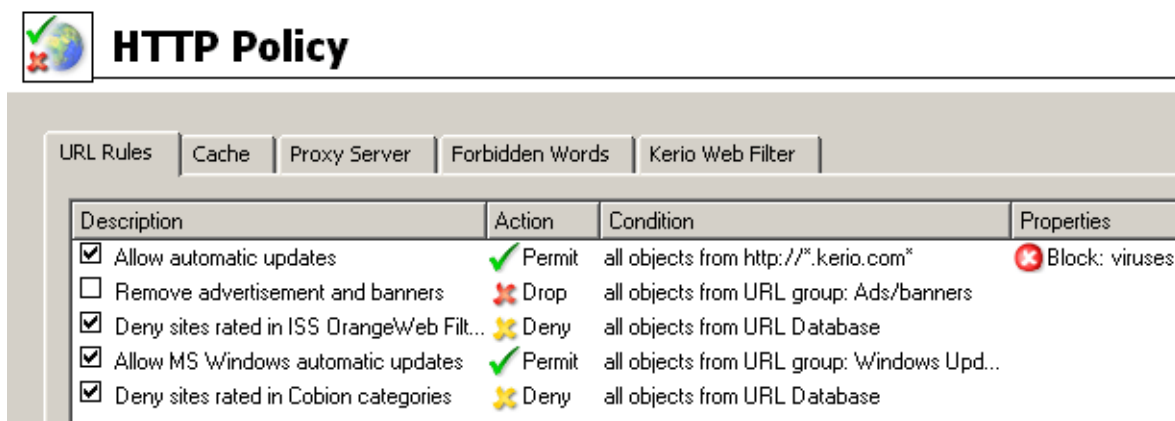 HTTP Policy
URL Rules Cache Proxy Server Forbidden Words Kerio Web Filter
Description Action Condition Properties
Allow automatic updates Permit all objects from http://*.kerio.com* Block: viruses
Remove advertisement and banners Drop all objects from URL group: Ads/banners
Deny sites rated in ISS OrangeWeb Filt... Deny all objects from URL Database
Allow MS Windows automatic updates Permit all objects from URL group: Windows Upd...
Deny sites rated in Cobion categories Deny all objects from URL Database